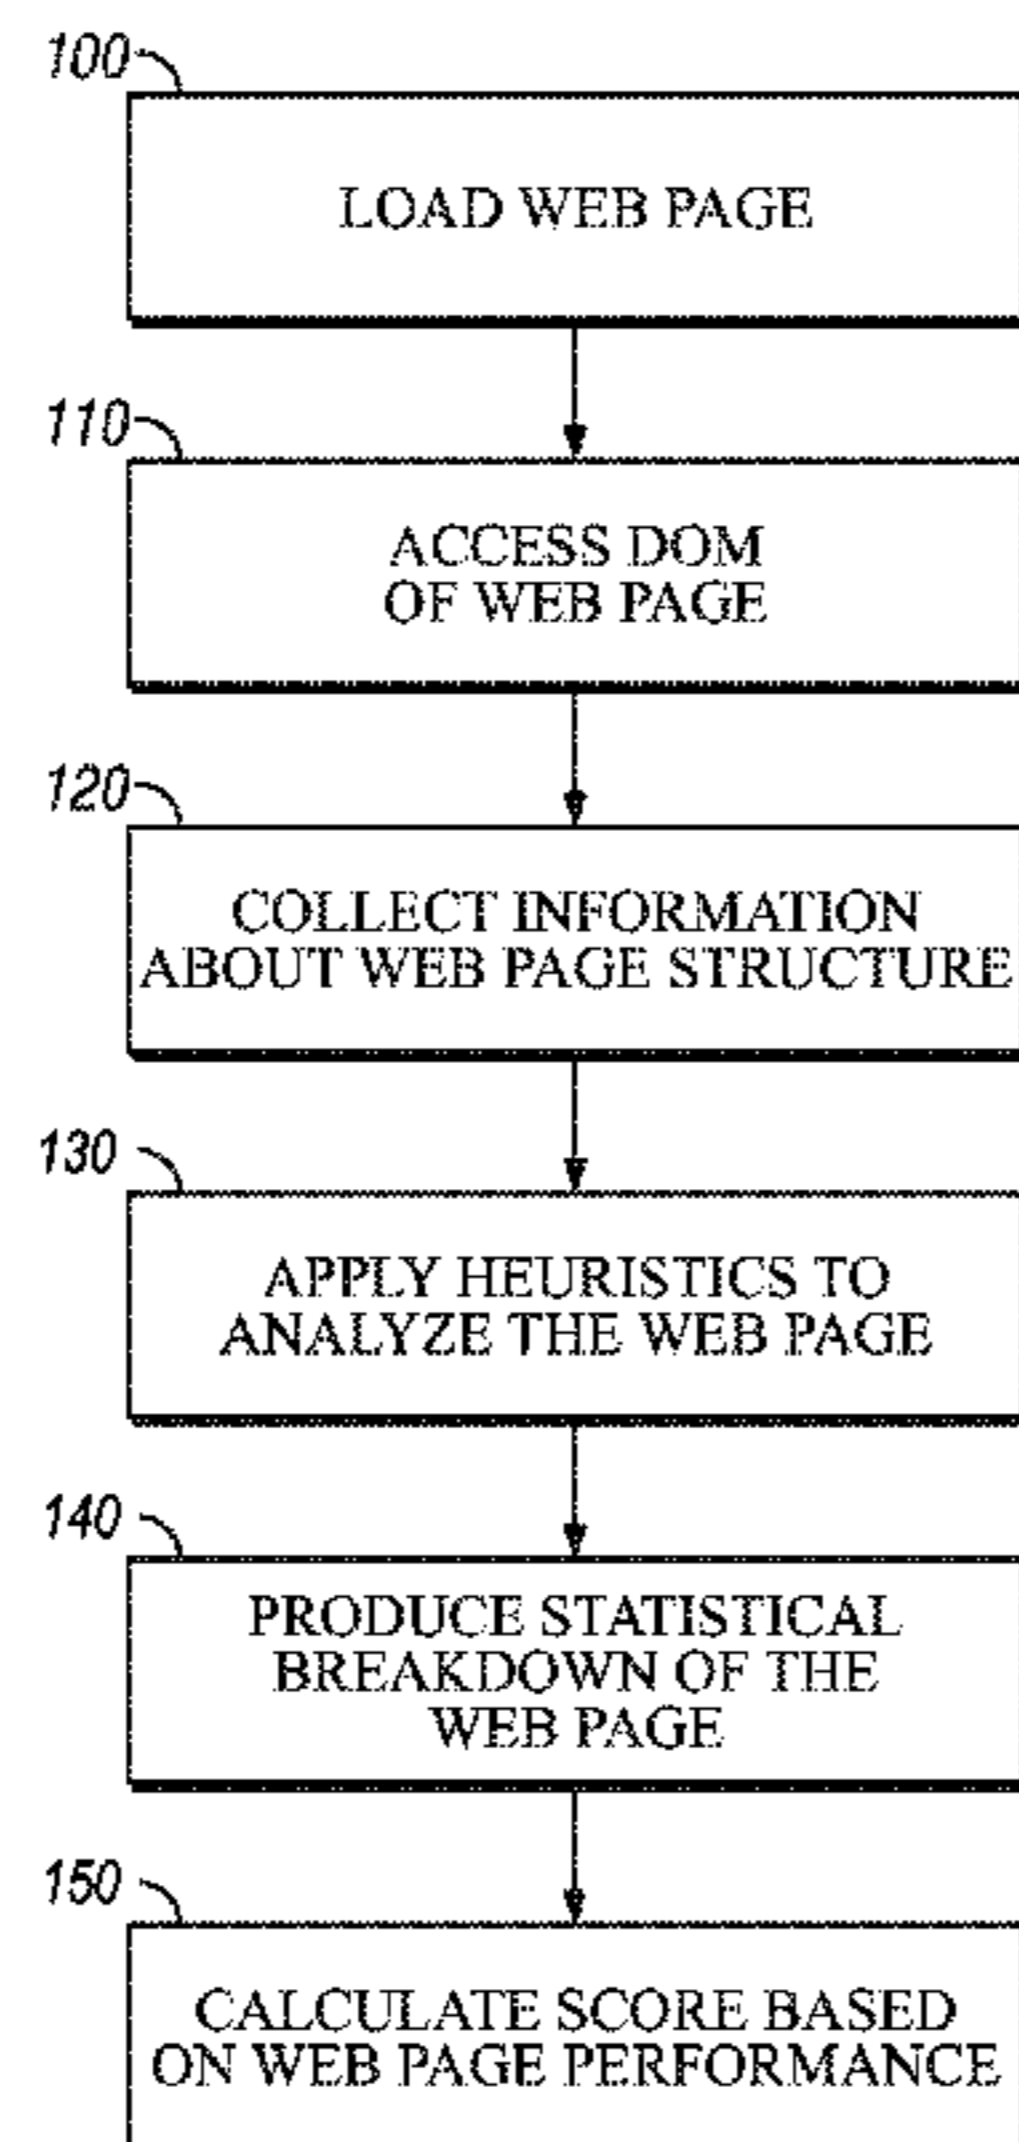 100
LOAD WEB PAGE
110
ACCESS DOM
OF WEB PAGE
120
COLLECT INFORMATION
ABOUT WEB PAGE STRUCTURE
130
APPLY HEURISTICS TO
ANALYZE THE WEB PAGE
140
PRODUCE STATISTICAL
BREAKDOWN OF THE
WEB PAGE
150
CALCULATE SCORE BASED
ON WEB PAGE PERFORMANCE